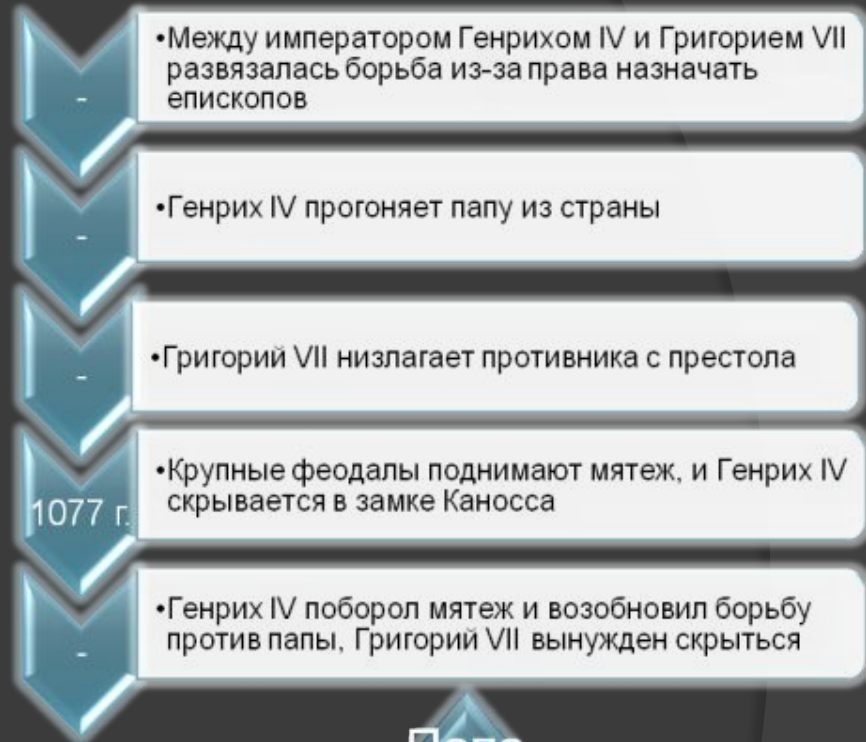 -
•Между императором Генрихом IV и Григорием VII
развязалась борьба из-за права назначать
епископов
-
•Генрих IV прогоняет папу из страны
-
•Григорий VII низлагает противника с престола
1077 г.
•Крупные феодалы поднимают мятеж, и Генрих IV
скрывается в замке Каносса
-
•Генрих IV поборол мятеж и возобновил борьбу
против папы, Григорий VII вынужден скрыться